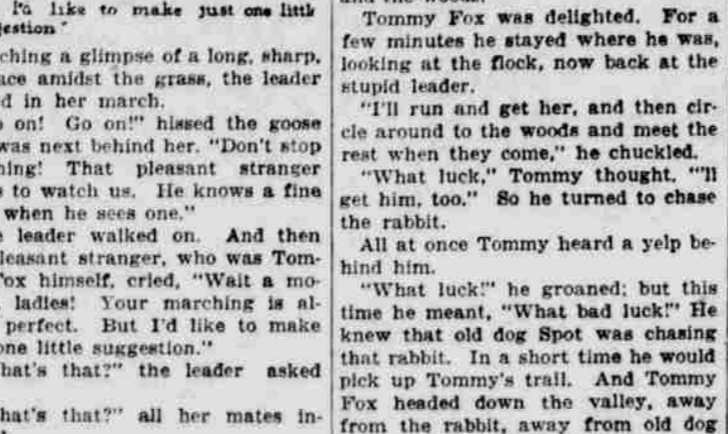 I'd like to make just one little
gestion"
ching a glimpse of a long, sharp,
ace amidst the grass, the leader
d in her march.
on! Go on!" hissed the goose
was next behind her. "Don't stop
ning! That pleasant stranger
s to watch us. He knows a fine
when he sees one."
e leader walked on. And then
leasant stranger, who was Tom-
Fox himself, cried, "Wait a mo-
ladies! Your marching is al-
perfect. But I'd like to make
one little suggestion."
hat's that?" the leader asked
hat's that?" all her mates in-
Tommy Fox was delighted. For a
few minutes he stayed where he was,
looking at the flock, now back at the
stupid leader.
"I'll run and get her, and then cir-
cle around to the woods and meet the
rest when they come," he chuckled.
"What luck," Tommy thought. "'ll
get him, too." So he turned to chase
the rabbit.
All at once Tommy heard a yelp be-
hind him.
"What luck!" he groaned; but this
time he meant, "What bad luck!" He
knew that old dog Spot was chasing
that rabbit. In a short time he would
pick up Tommy's trail. And Tommy
Fox headed down the valley, away
from the rabbit, away from old dog